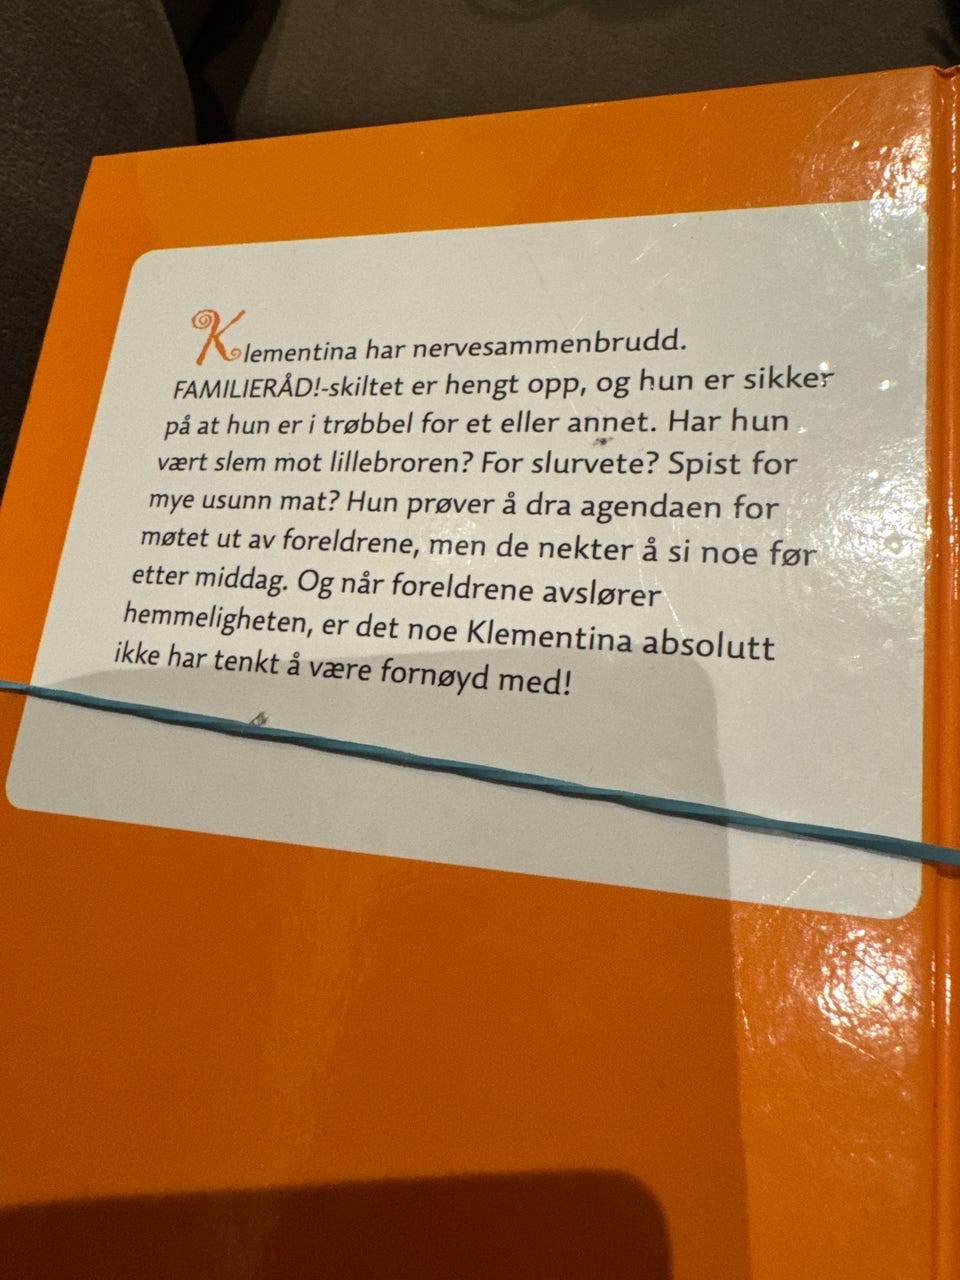 Klementina har nervesammenbrudd.
FAMILIERÅD!-skiltet er hengt opp, og hun er sikker
på at hun er i trøbbel for et eller annet. Har hun
vært slem mot lillebroren? For slurvete? Spist for
mye usunn mat? Hun prøver å dra agendaen for
møtet ut av foreldrene, men de nekter å si noe før
etter middag. Og når foreldrene avslører
hemmeligheten, er det noe Klementina absolutt
ikke har tenkt å være fornøyd med!